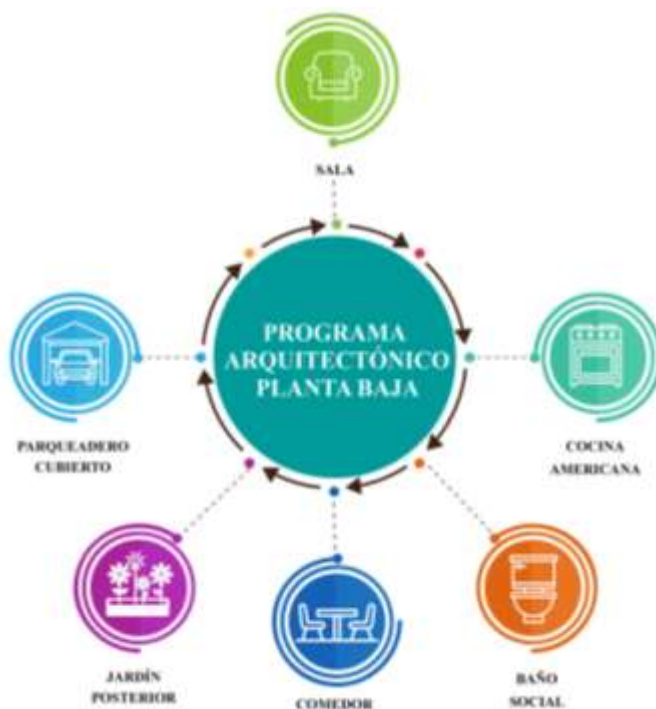 SALA
PROGRAMA
ARQUITECTÓNICO
PLANTA BAJA
PARQUEADERO
CUBIERTO
COCINA
AMERICANA
JARDÍN
POSTERIOR
COMEDOR
BAÑO
SOCIAL